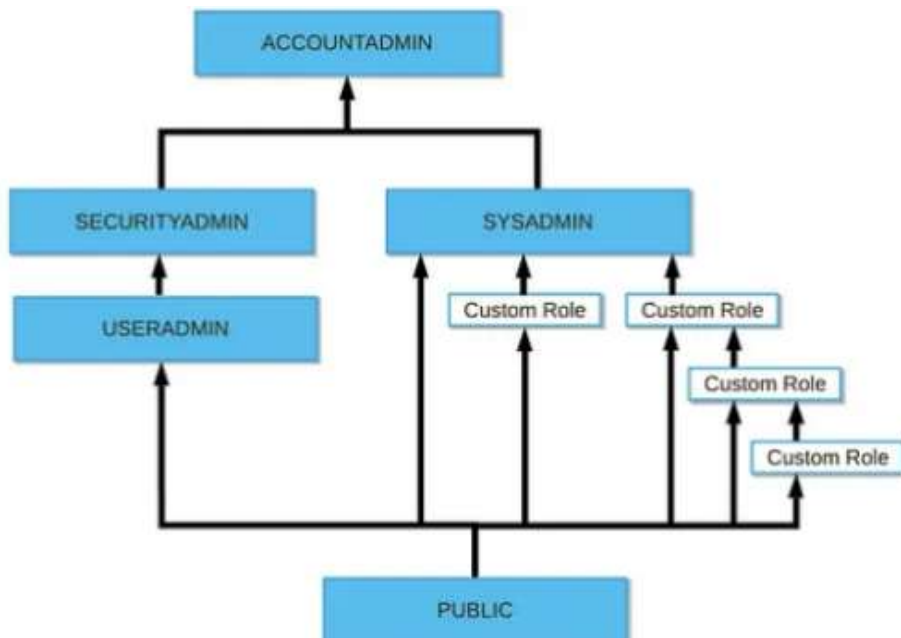 ACCOUNTADMIN
SECURITYADMIN
SYSADMIN
USERADMIN
Custom Role
Custom Role
Custom Role
Custom Role
PUBLIC